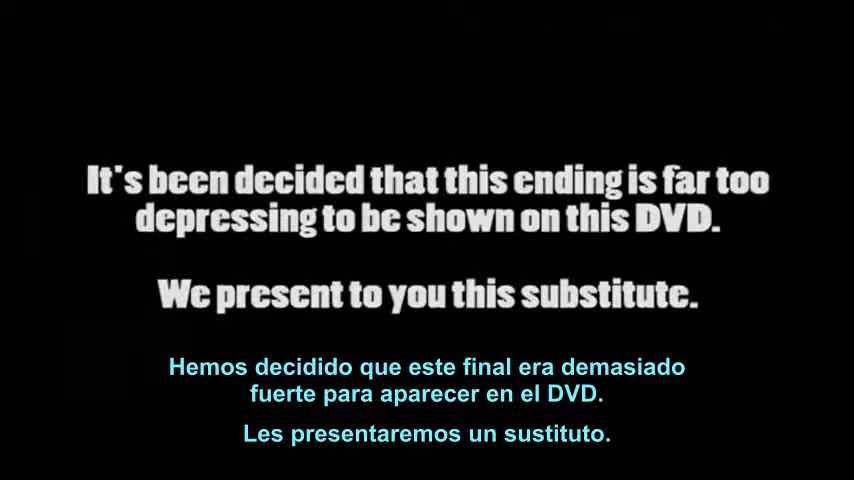 It's been decided that this ending is far too
depressing to be shown on this DVD.
We present to you this substitute.
Hemos decidido que este final era demasiado
fuerte para aparecer en el DVD.
Les presentaremos un sustituto.